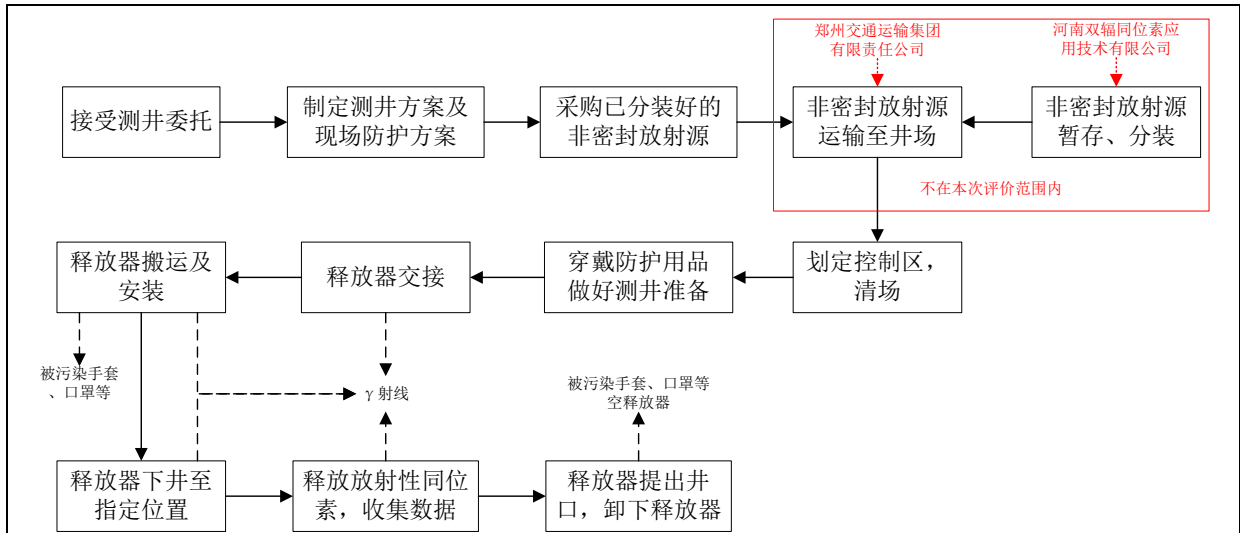 郑州交通运输集团
有限责任公司
河南双辐同位素应
用技术有限公司
接受测井委托
制定测井方案及
现场防护方案
采购已分装好的
非密封放射源
非密封放射源
运输至井场
非密封放射源
暂存、分装
不在本次评价范围内
释放器搬运及
安装
释放器交接
穿戴防护用品
做好测井准备
划定控制区，
清场
被污染手套
、口罩等
γ射线
被污染手套、口罩等
空释放器
释放器下井至
指定位置
释放放射性同位
素，收集数据
释放器提出井
口，卸下释放器